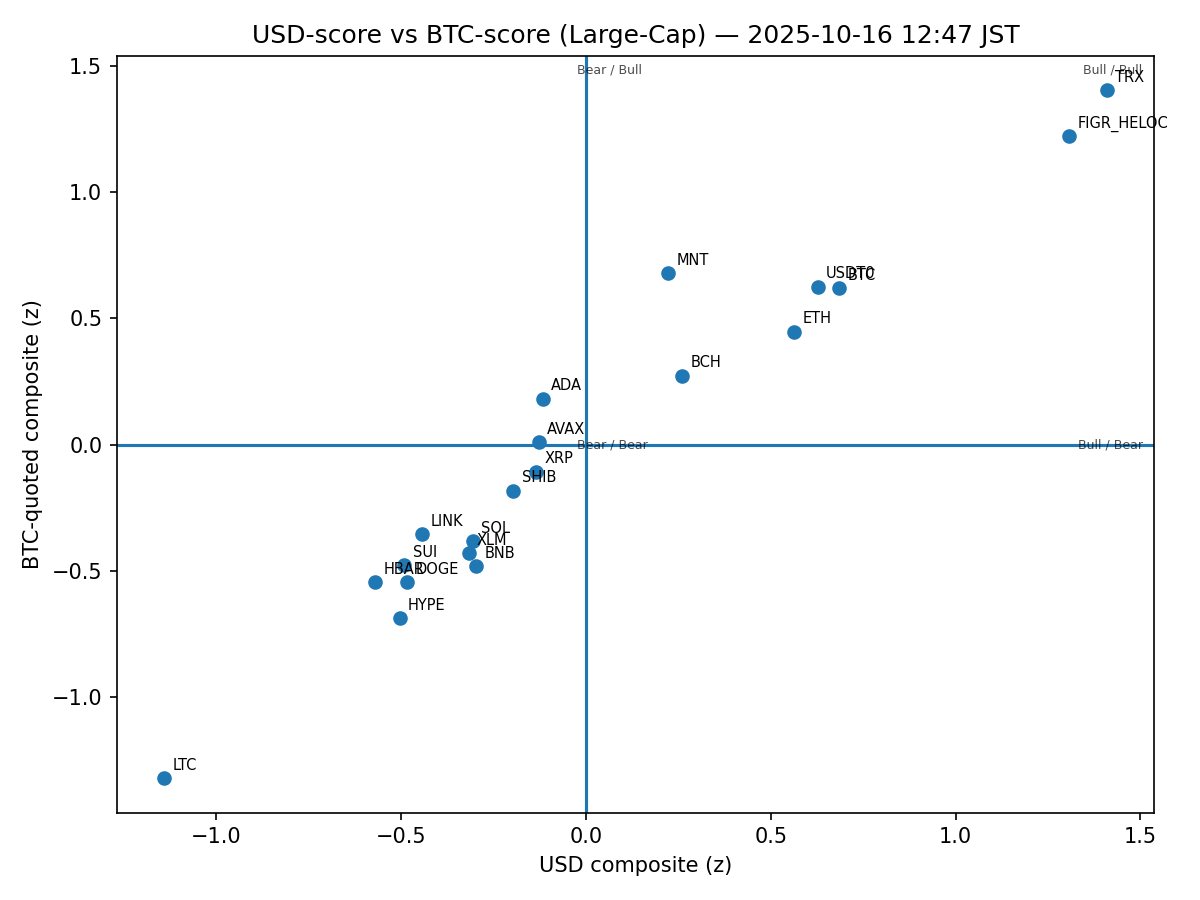 USD-score vs BTC-score (Large-Cap) — 2025-10-16 12:47 JST
1.5
Bear / Bull
Bull / Bull
TRX
FIGR_HELOC
1.0
MNT
USDT0
BTC
0.5
ETH
BCH
ADA
AVAX
0.0
Bear / Bear
Bull / Bear
XRP
SHIB
LINK
SOL
XLM
SUI
BNB
−0.5
HBAR
DOGE
HYPE
−1.0
LTC
−1.0
−0.5
0.0
0.5
1.0
1.5
USD composite (z)
BTC-quoted composite (z)